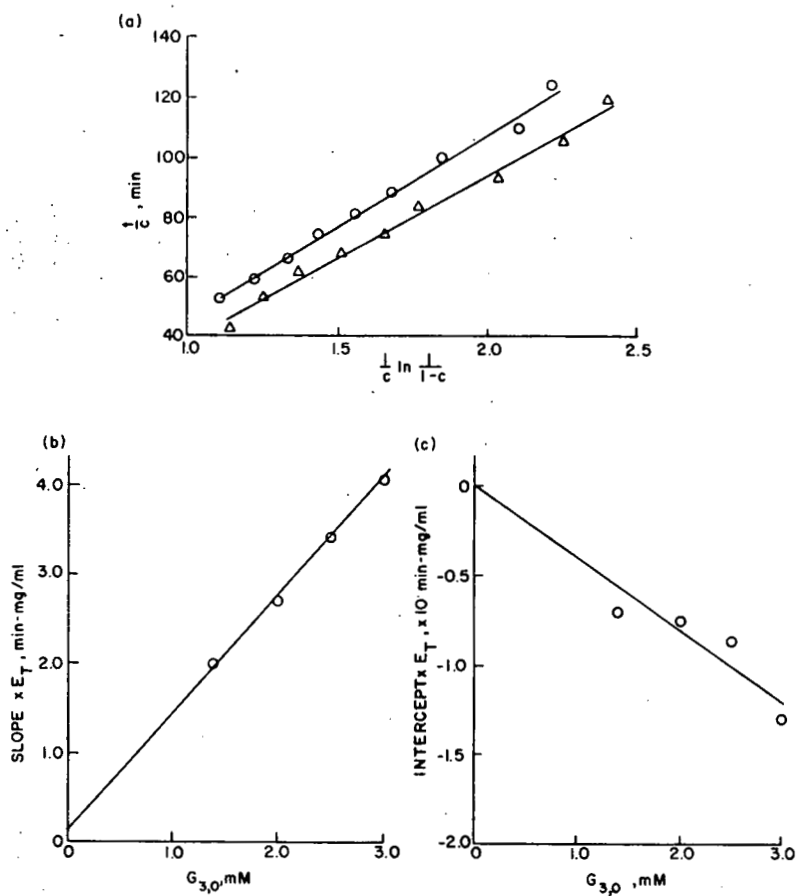 (a)
140
120
100
80
60
40
t/c, min
1.0 1.5 2.0 2.5
1/c ln 1/1-c
(b)
4.0
3.0
2.0
1.0
0
SLOPE x E_T, min-mg/ml
0 1.0 2.0 3.0
G_3,0, mM
(c)
0
-0.5
-1.0
-1.5
-2.0
INTERCEPT x E_T, x 10 min-mg/ml
0 1.0 2.0 3.0
G_3,0, mM